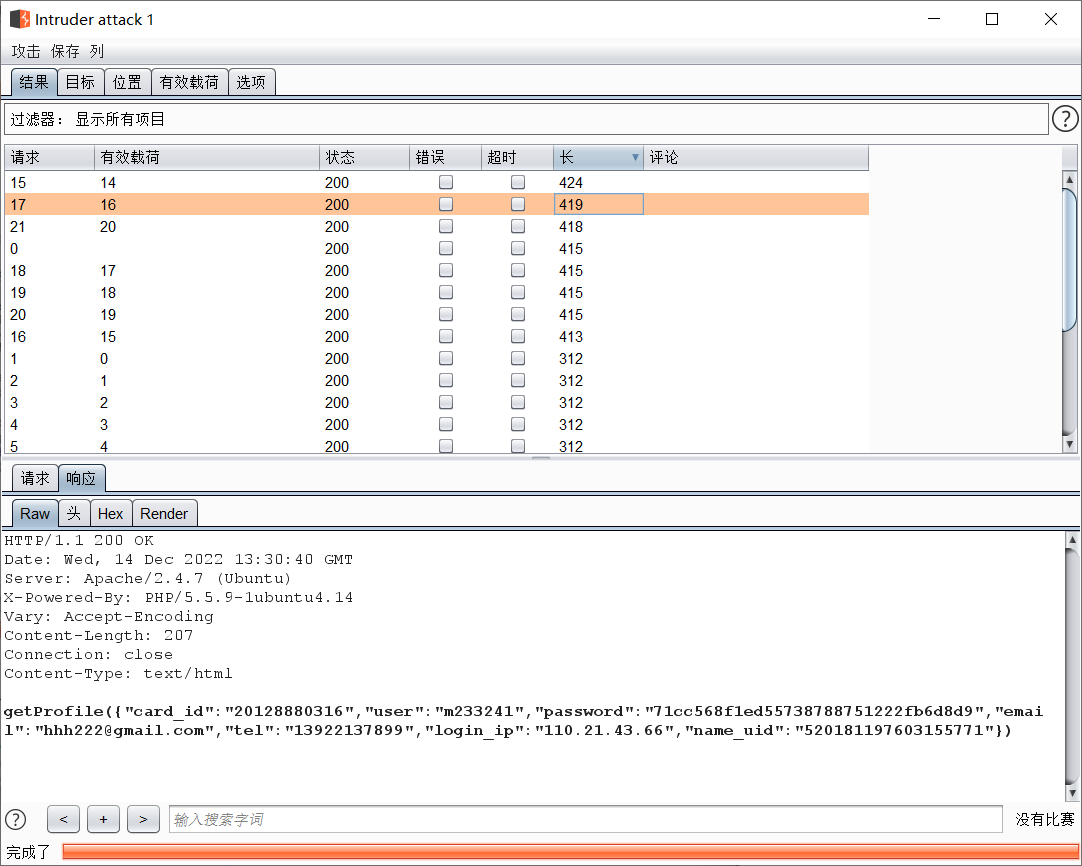 Intruder attack 1
攻击 保存 列
结果 目标 位置 有效载荷 选项
过滤器： 显示所有项目 ?
请求 有效载荷 状态 错误 超时 长 评论
15 14 200 424
17 16 200 419
21 20 200 418
0 200 415
18 17 200 415
19 18 200 415
20 19 200 415
16 15 200 413
1 0 200 312
2 1 200 312
3 2 200 312
4 3 200 312
5 4 200 312
请求 响应
Raw 头 Hex Render
HTTP/1.1 200 OK
Date: Wed, 14 Dec 2022 13:30:40 GMT
Server: Apache/2.4.7 (Ubuntu)
X-Powered-By: PHP/5.5.9-1ubuntu4.14
Vary: Accept-Encoding
Content-Length: 207
Connection: close
Content-Type: text/html
getProfile({"card_id":"20128880316","user":"m233241","password":"71cc568f1ed55738788751222fb6d8d9","emai
l":"hhh222@gmail.com","tel":"13922137899","login_ip":"110.21.43.66","name_uid":"520181197603155771"})
? < + > 输入搜索字词 没有比赛
完成了